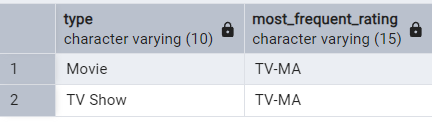 type most_frequent_rating
character varying (10) character varying (15)
1 Movie TV-MA
2 TV Show TV-MA